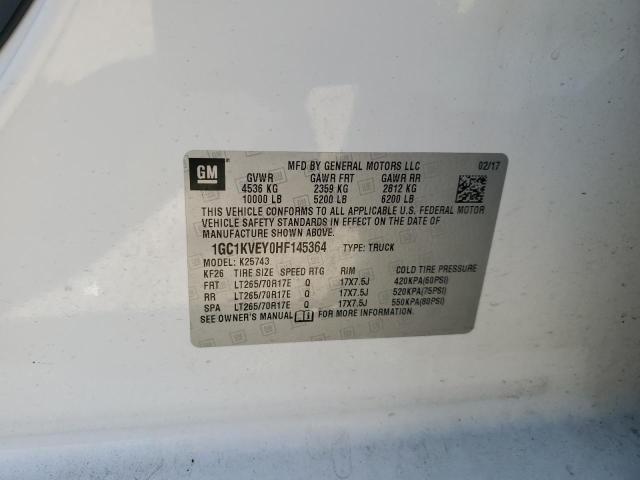 GM
MFD BY GENERAL MOTORS LLC 02/17
GVWR GAWR FRT GAWR RR
4536 KG 2359 KG 2812 KG
10000 LB 5200 LB 6200 LB
THIS VEHICLE CONFORMS TO ALL APPLICABLE U.S. FEDERAL MOTOR
VEHICLE SAFETY STANDARDS IN EFFECT ON THE DATE OF
MANUFACTURE SHOWN ABOVE.
1GC1KVEY0HF145364 TYPE: TRUCK
MODEL: K25743
KF26 TIRE SIZE SPEED RTG RIM COLD TIRE PRESSURE
FRT LT265/70R17E Q 17X7.5J 420KPA(60PSI)
RR LT265/70R17E Q 17X7.5J 520KPA(75PSI)
SPA LT265/70R17E Q 17X7.5J 550KPA(80PSI)
SEE OWNER'S MANUAL FOR MORE INFORMATION.